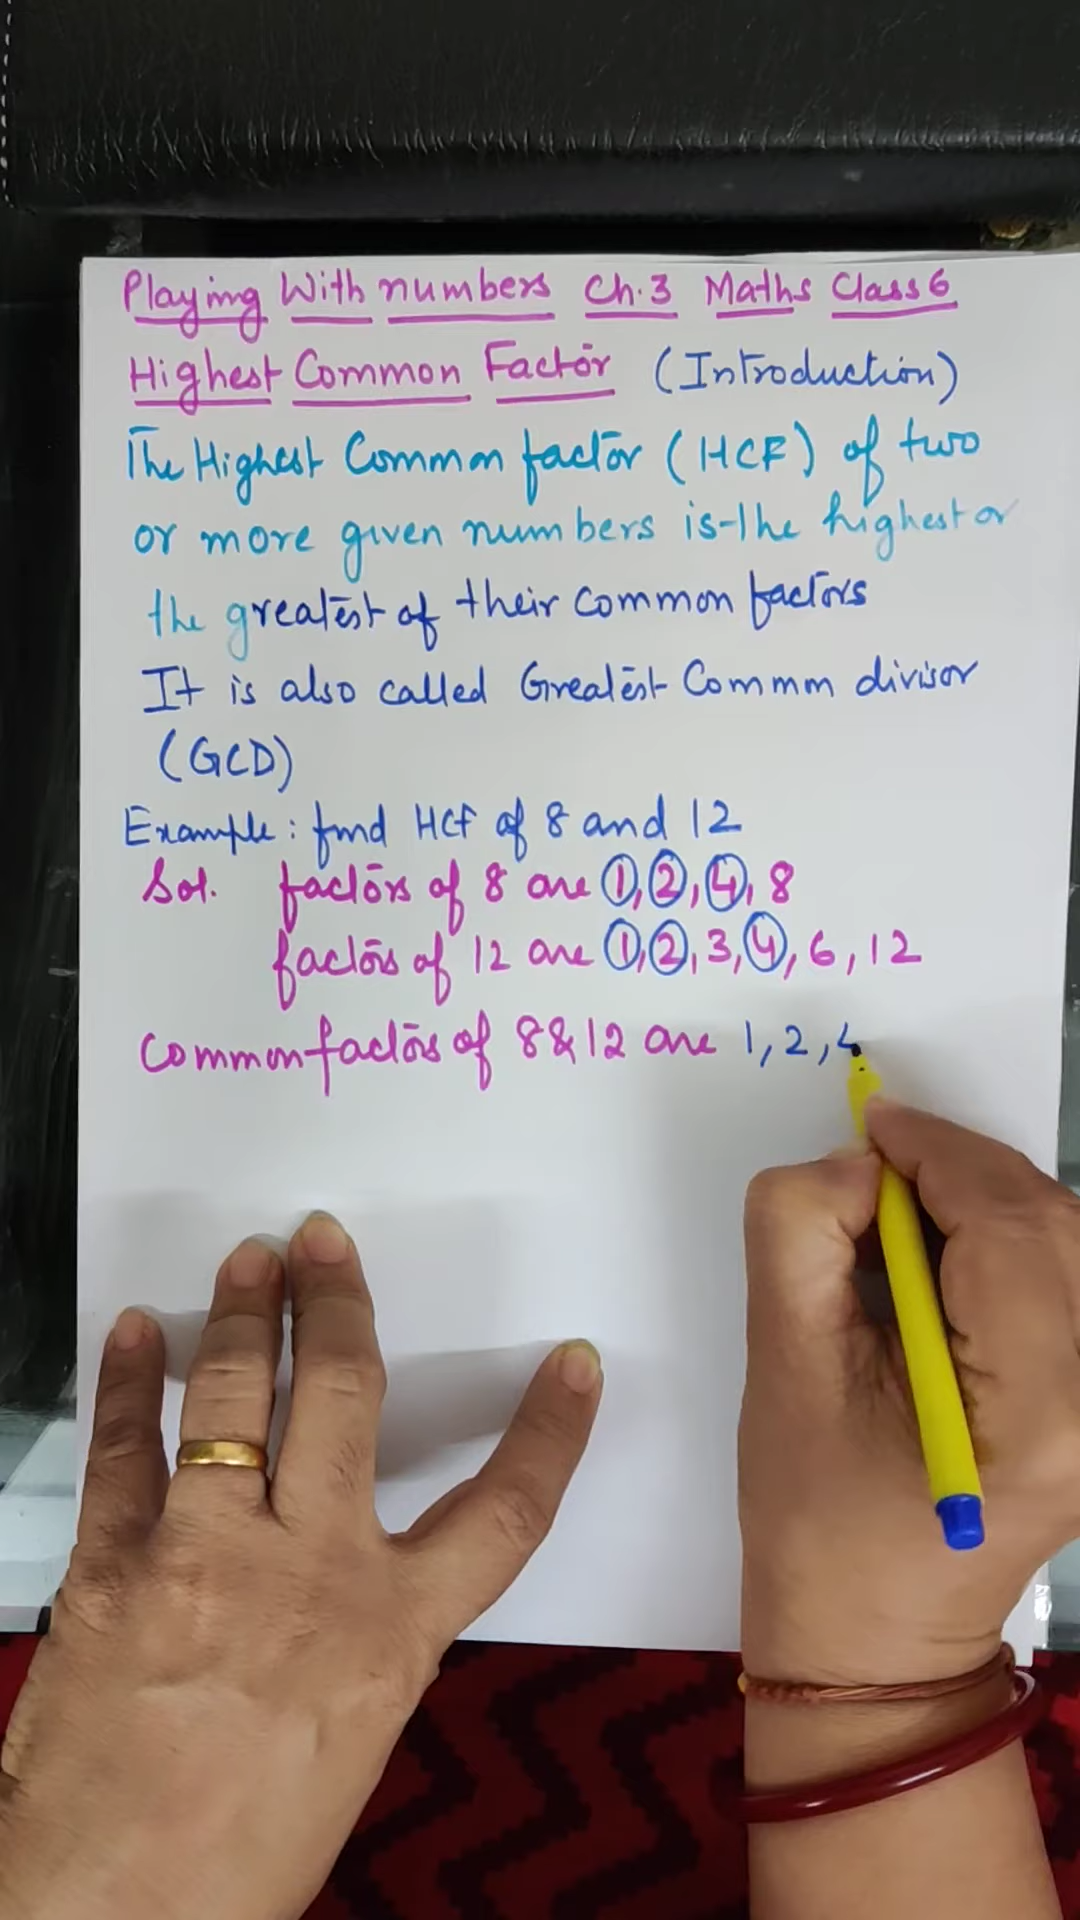 Playing With numbers Ch.3 Maths Class 6
Highest Common Factor (Introduction)
The Highest Common factor (HCF) of two
or more given numbers is the highest or
the greatest of their common factors
It is also called Greatest Common divisor
(GCD)
Example: find HCF of 8 and 12
Sol. factors of 8 are 1, 2, 4, 8
factors of 12 are 1, 2, 3, 4, 6, 12
Common factors of 8 & 12 are 1, 2, 4